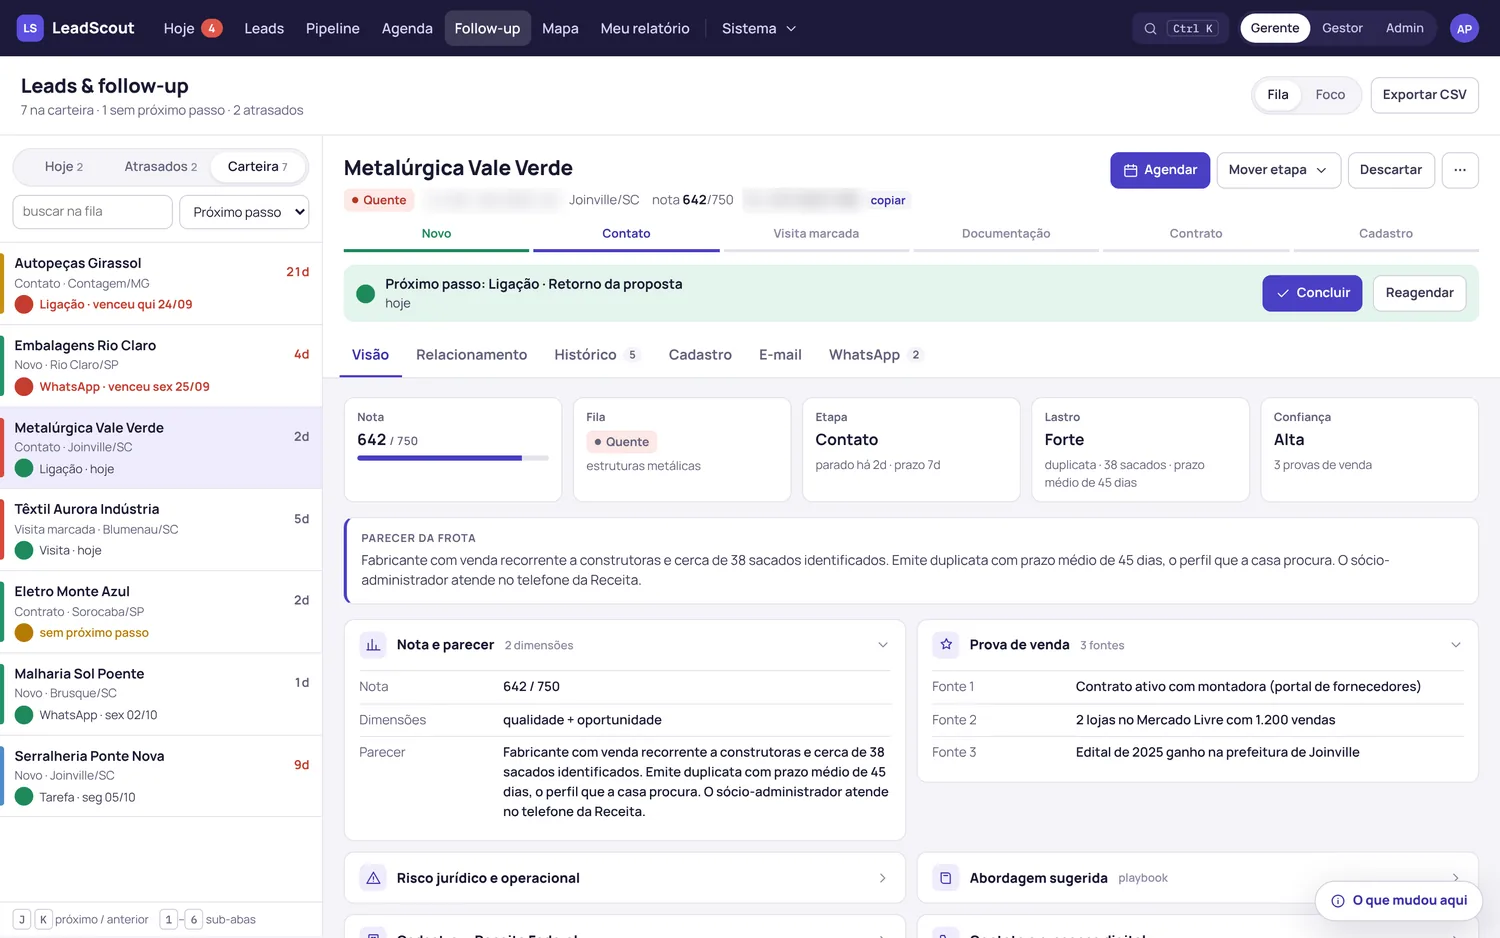 LS LeadScout Hoje 4 Leads Pipeline Agenda Follow-up Mapa Meu relatório Sistema Ctrl K Gerente Gestor Admin AP
Leads & follow-up
7 na carteira · 1 sem próximo passo · 2 atrasados
Fila Foco Exportar CSV
Hoje 2 Atrasados 2 Carteira 7
buscar na fila Próximo passo
Autopeças Girassol 21d
Contato · Contagem/MG
Ligação · venceu qui 24/09
Embalagens Rio Claro 4d
Novo · Rio Claro/SP
WhatsApp · venceu sex 25/09
Metalúrgica Vale Verde 2d
Contato · Joinville/SC
Ligação · hoje
Têxtil Aurora Indústria 5d
Visita marcada · Blumenau/SC
Visita · hoje
Eletro Monte Azul 2d
Contrato · Sorocaba/SP
sem próximo passo
Malharia Sol Poente 1d
Novo · Brusque/SC
WhatsApp · sex 02/10
Serralheria Ponte Nova 9d
Novo · Joinville/SC
Tarefa · seg 05/10
J K próximo / anterior 1 - 6 sub-abas
Metalúrgica Vale Verde
Agendar Mover etapa Descartar ...
Quente Joinville/SC nota 642/750 copiar
Novo Contato Visita marcada Documentação Contrato Cadastro
Próximo passo: Ligação · Retorno da proposta
hoje
Concluir Reagendar
Visão Relacionamento Histórico 5 Cadastro E-mail WhatsApp 2
Nota
642 / 750
Fila
Quente
estruturas metálicas
Etapa
Contato
parado há 2d · prazo 7d
Lastro
Forte
duplicata · 38 sacados · prazo
médio de 45 dias
Confiança
Alta
3 provas de venda
PARECER DA FROTA
Fabricante com venda recorrente a construtoras e cerca de 38 sacados identificados. Emite duplicata com prazo médio de 45 dias, o perfil que a casa procura. O sócio-
administrador atende no telefone da Receita.
Nota e parecer 2 dimensões
Nota 642 / 750
Dimensões qualidade + oportunidade
Parecer Fabricante com venda recorrente a construtoras e cerca de 38
sacados identificados. Emite duplicata com prazo médio de 45
dias, o perfil que a casa procura. O sócio-administrador atende
no telefone da Receita.
Prova de venda 3 fontes
Fonte 1 Contrato ativo com montadora (portal de fornecedores)
Fonte 2 2 lojas no Mercado Livre com 1.200 vendas
Fonte 3 Edital de 2025 ganho na prefeitura de Joinville
Risco jurídico e operacional
Abordagem sugerida playbook
O que mudou aqui